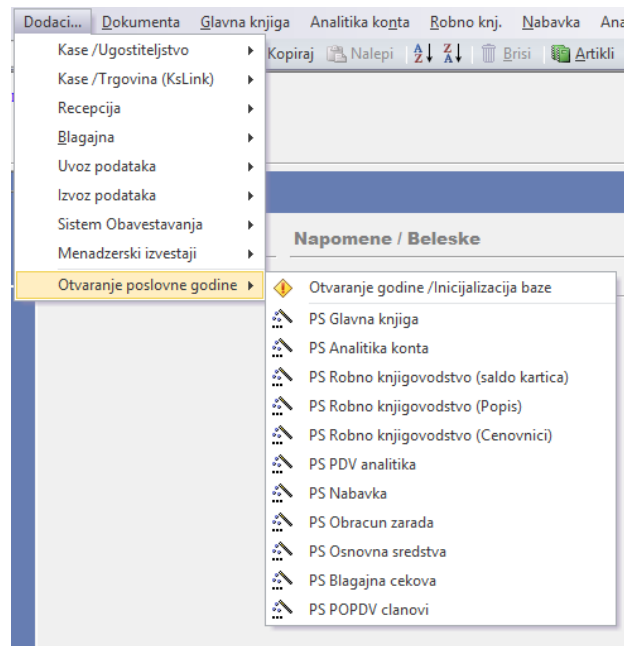 Dodaci... Dokumenta Glavna knjiga Analitika konta Robno knj. Nabavka Ana
Kopiraj Nalepi A Z Z A Brisi Artikli
Kase /Ugostiteljstvo
Kase /Trgovina (KsLink)
Recepcija
Blagajna
Uvoz podataka
Izvoz podataka
Sistem Obavestavanja
Menadzerski izvestaji
Otvaranje poslovne godine
Napomene / Beleske
Otvaranje godine /Inicijalizacija baze
PS Glavna knjiga
PS Analitika konta
PS Robno knjigovodstvo (saldo kartica)
PS Robno knjigovodstvo (Popis)
PS Robno knjigovodstvo (Cenovnici)
PS PDV analitika
PS Nabavka
PS Obracun zarada
PS Osnovna sredstva
PS Blagajna cekova
PS POPDV clanovi